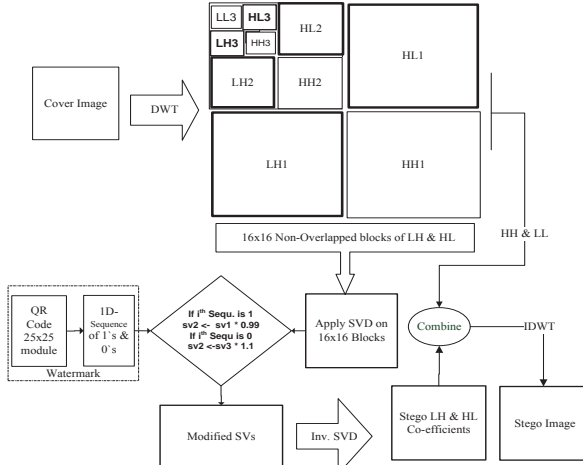 LL3
HL3
HL2
HL1
LH3
HH3
LH2
HH2
Cover Image
DWT
LH1
HH1
16x16 Non-Overlapped blocks of LH & HL
HH & LL
QR
Code
25x25
module
1D-
Sequence
of 1`s &
0`s
Watermark
If iᵗʰ Sequ. is 1
sv2 <- sv1 * 0.99
If iᵗʰ Sequ is 0
sv2 <-sv3 * 1.1
Apply SVD on
16x16 Blocks
Combine
IDWT
Modified SVs
Inv. SVD
Stego LH & HL
Co-efficients
Stego Image